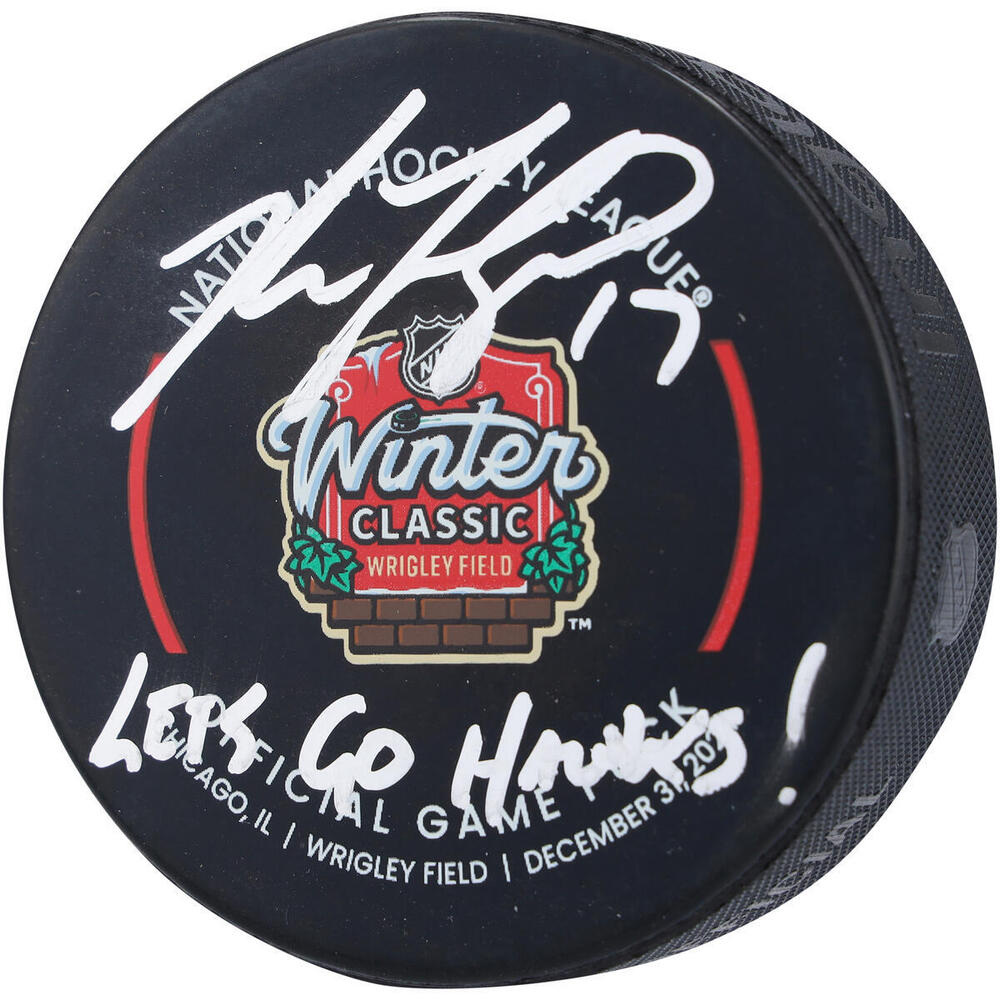 NATIONAL HOCKEY LEAGUE®
17
Winter
CLASSIC
WRIGLEY FIELD
™
LET'S GO HAWKS!
OFFICIAL GAME PUCK
CHICAGO, IL | WRIGLEY FIELD | DECEMBER 31, 202